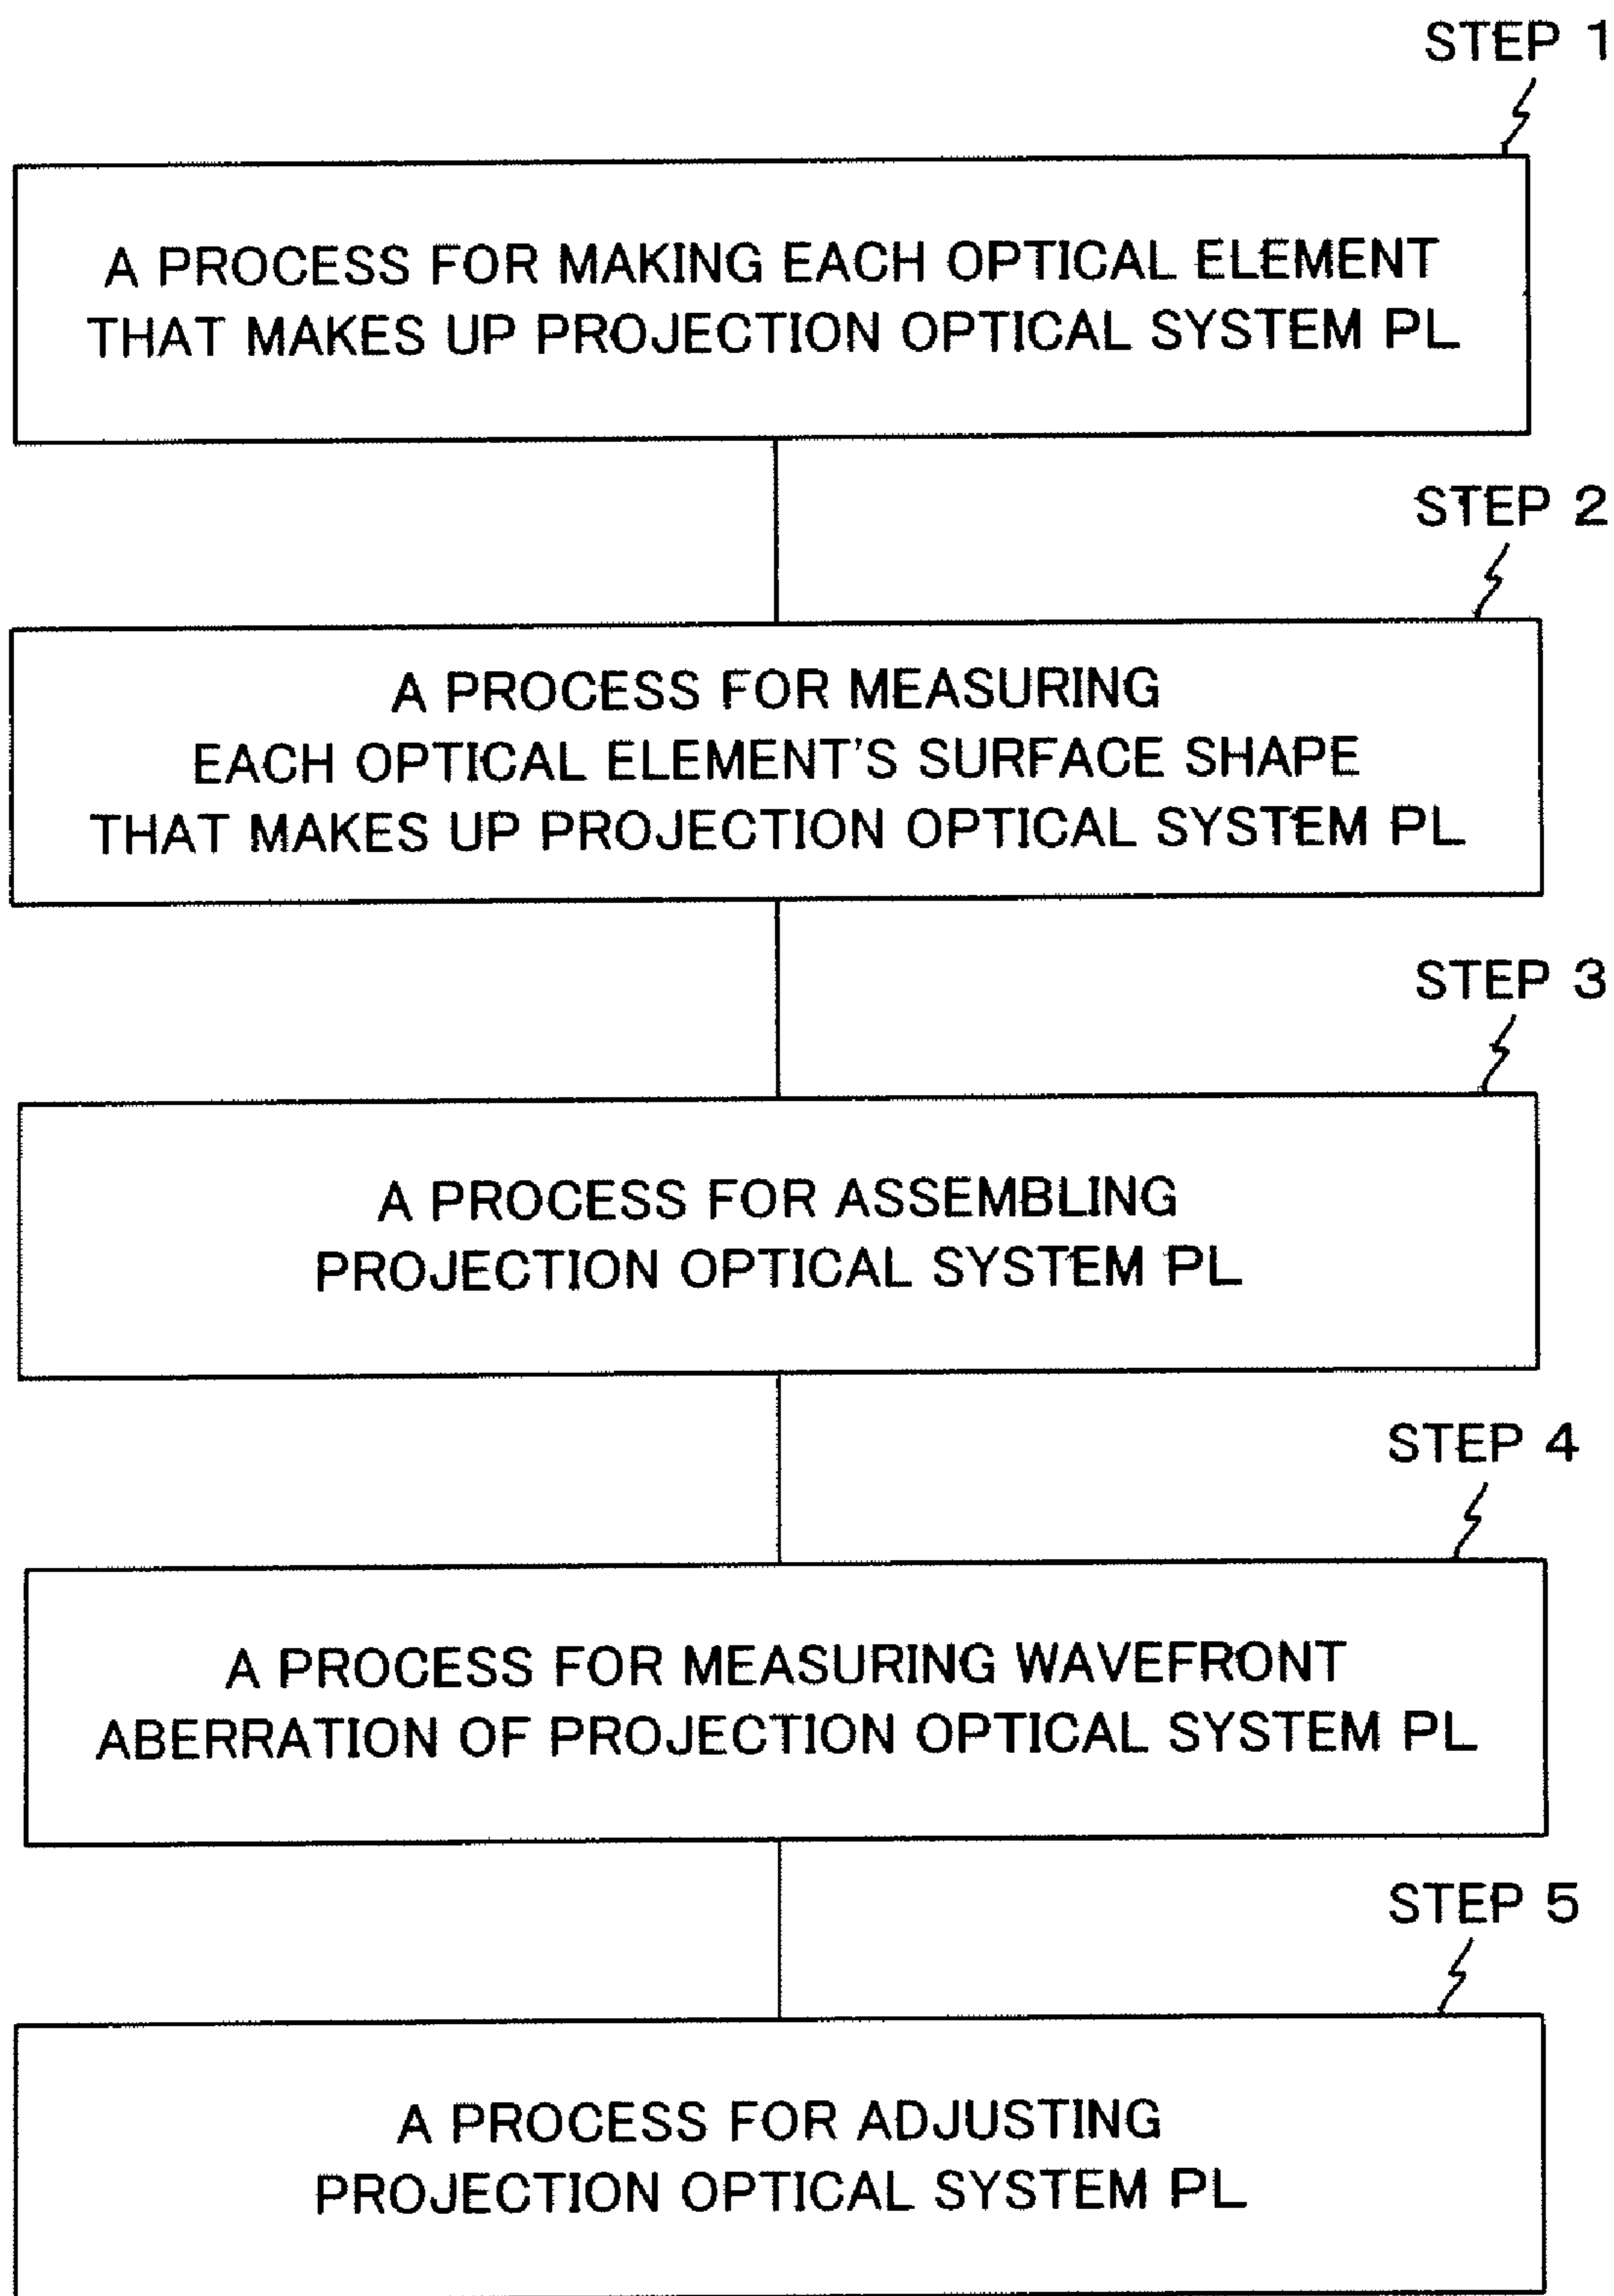 STEP 1
A PROCESS FOR MAKING EACH OPTICAL ELEMENT
THAT MAKES UP PROJECTION OPTICAL SYSTEM PL
STEP 2
A PROCESS FOR MEASURING
EACH OPTICAL ELEMENT'S SURFACE SHAPE
THAT MAKES UP PROJECTION OPTICAL SYSTEM PL
STEP 3
A PROCESS FOR ASSEMBLING
PROJECTION OPTICAL SYSTEM PL
STEP 4
A PROCESS FOR MEASURING WAVEFRONT
ABERRATION OF PROJECTION OPTICAL SYSTEM PL
STEP 5
A PROCESS FOR ADJUSTING
PROJECTION OPTICAL SYSTEM PL